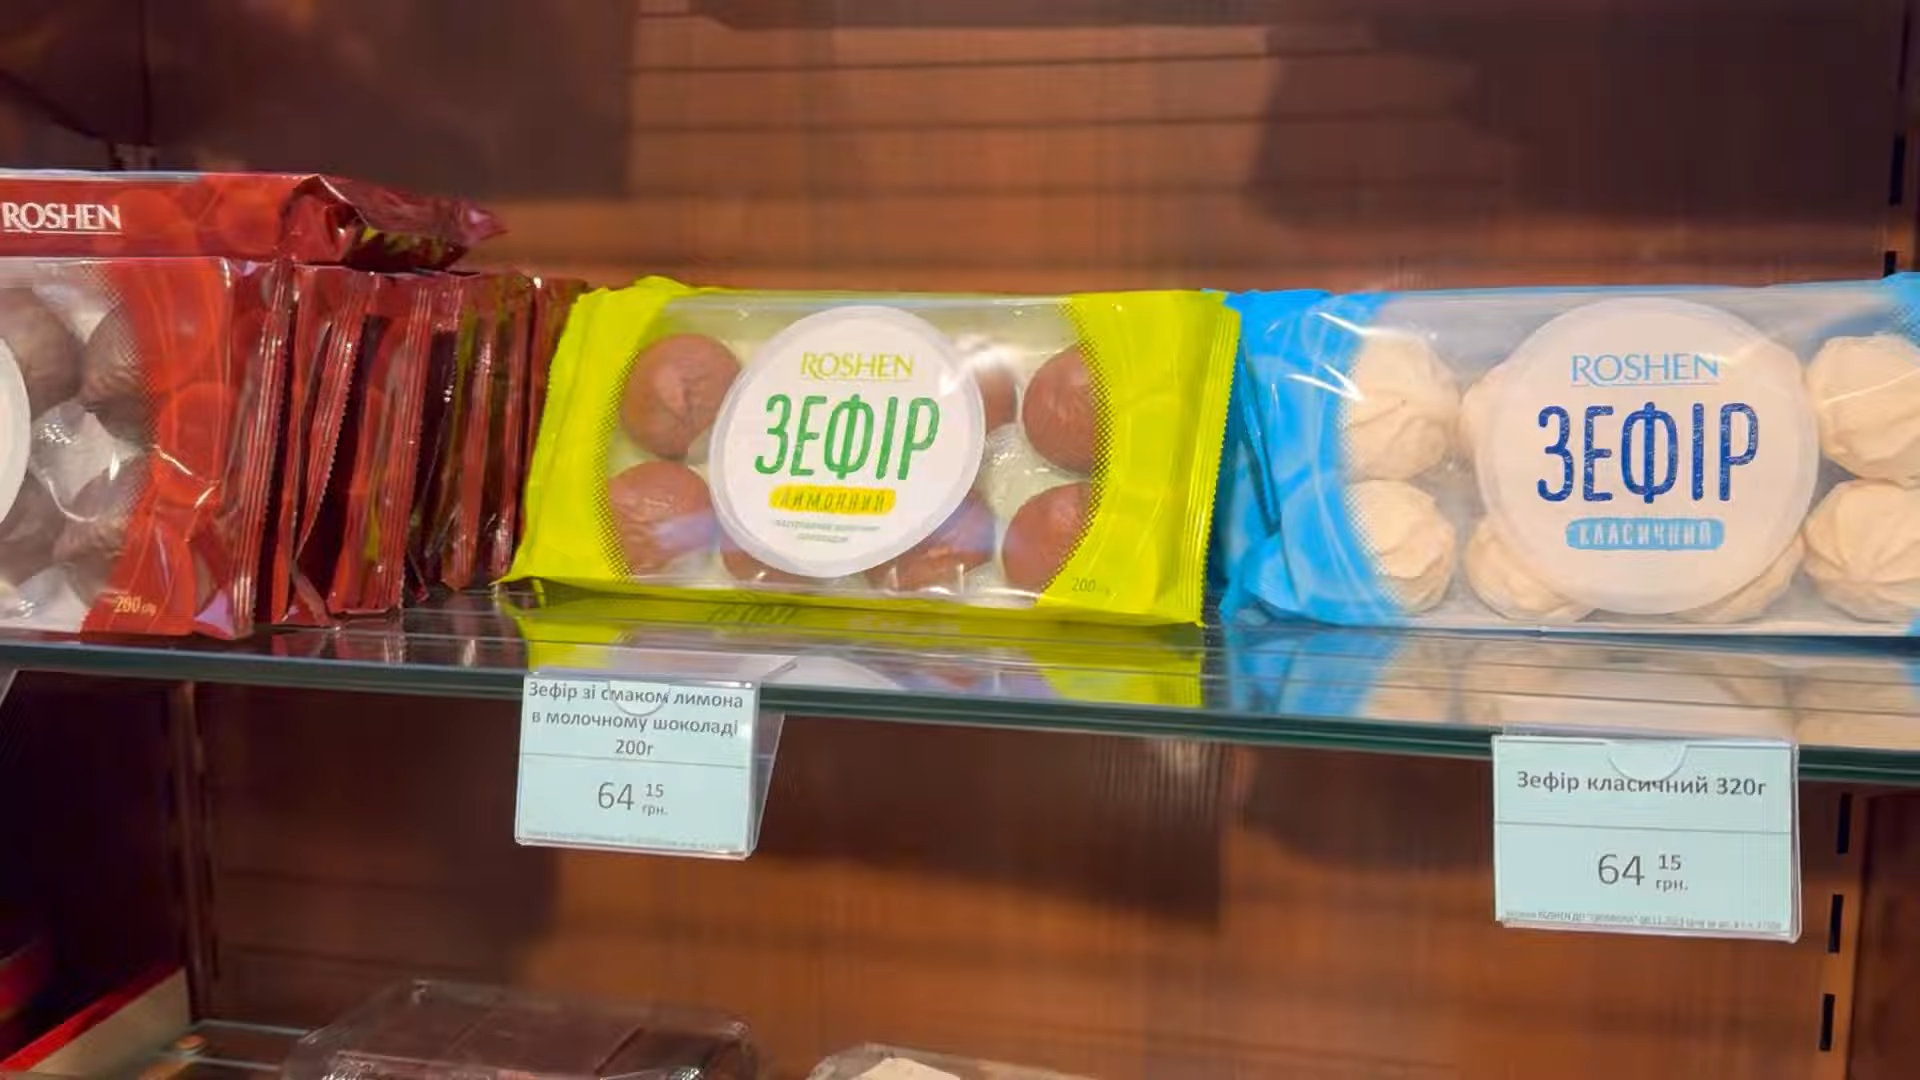 ROSHEN
200
ROSHEN
ЗЕФІР
ЛИМОННИЙ
200
ROSHEN
ЗЕФІР
КЛАСИЧНИЙ
Зефір зі смаком лимона
в молочному шоколаді
200г
64 15
грн.
Зефір класичний 320г
64 15
грн.